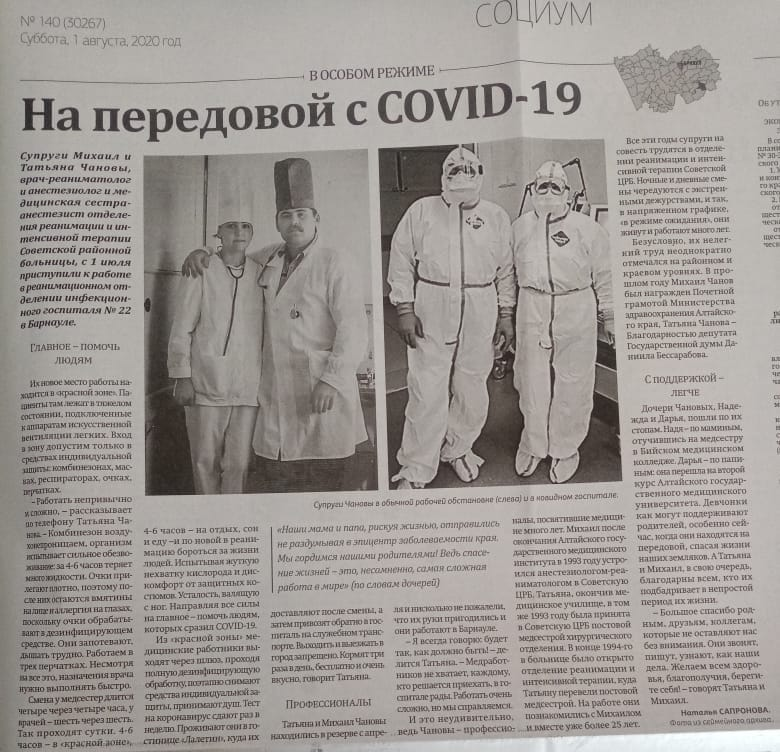 № 140 (30267)
Суббота, 1 августа, 2020 год
СОЦИУМ
В ОСОБОМ РЕЖИМЕ
На передовой с COVID-19
Супруги Михаил и
Татьяна Чановы,
врач-реаниматолог
и анестезиолог и ме-
дицинская сестра-
анестезист отделе-
ния реанимации и ин-
тенсивной терапии
Советской районной
больницы, с 1 июля
приступили к работе
в реанимационном от-
делении инфекцион-
ного госпиталя № 22
в Барнауле.
ГЛАВНОЕ – ПОМОЧЬ
ЛЮДЯМ
Их новое место работы на-
ходится в «красной зоне». Па-
циенты там лежат в тяжелом
состоянии, подключенные
к аппаратам искусственной
вентиляции легких. Вход
в зону допустим только в
средствах индивидуальной
защиты: комбинезонах, мас-
ках, респираторах, очках,
перчатках.
– Работать непривычно
и сложно, – рассказывает
по телефону Татьяна Ча-
нова. – Комбинезон возду-
хонепроницаем, организм
испытывает сильное обезво-
живание: за 4-6 часов теряет
много жидкости. Очки при-
легают плотно, поэтому по-
сле них остаются вмятины
на лице и аллергия на глазах,
поскольку очки обрабаты-
вают в дезинфицирующем
средстве. Они запотевают,
дышать трудно. Работаем в
трех перчатках. Несмотря
на все это, назначения врача
нужно выполнять быстро.
Смена у медсестер длится
четыре через четыре часа, у
врачей – шесть через шесть.
Так проходят сутки. 4-6
часов – в «красной зоне»,
Супруги Чановы в обычной рабочей обстановке (слева) и в ковидном госпитале.
4-6 часов – на отдых, сон
и еду –и по новой в реани-
мацию бороться за жизни
людей. Испытывая жуткую
нехватку кислорода и дис-
комфорт от защитных ко-
стюмов. Усталость, валящую
с ног. Направляя все силы
на главное – помочь людям,
которых сразил COVID-19.
Из «красной зоны» ме-
дицинские работники вы-
ходят через шлюз, проходя
полную дезинфицирующую
обработку, поэтапно снимают
средства индивидуальной за-
щиты, принимают душ. Тест
на коронавирус сдают раз в
неделю. Проживают они в го-
стинице «Лалетин», куда их
«Наши мама и папа, рискуя жизнью, отправились
не раздумывая в эпицентр заболеваемости края.
Мы гордимся нашими родителями! Ведь спасе-
ние жизней – это, несомненно, самая сложная
работа в мире» (по словам дочерей)
доставляют после смены, а
затем привозят обратно в го-
спиталь на служебном транс-
порте. Выходить и выезжать в
город запрещено. Кормят три
раза в день, бесплатно и очень
вкусно, говорит Татьяна.
ПРОФЕССИОНАЛЫ
Татьяна и Михаил Чановы
находились в резерве с апре-
ля и нисколько не пожалели,
что их руки пригодились и
они работают в Барнауле.
– Я всегда говорю: будет
так, как должно быть! – де-
лится Татьяна. – Медработ-
ников не хватает, каждому,
кто решается приехать, в го-
спитале рады. Работать очень
сложно, но мы справляемся.
И это неудивительно,
ведь Чановы – профессио-
налы, посвятившие медици-
не много лет. Михаил после
окончания Алтайского госу-
дарственного медицинского
института в 1993 году устро-
ился анестезиологом-реа-
ниматологом в Советскую
ЦРБ. Татьяна, окончив ме-
дицинское училище, в том
же 1993 году была принята
в Советскую ЦРБ постовой
медсестрой хирургического
отделения. В конце 1994-го
в больнице было открыто
отделение реанимации и
интенсивной терапии, куда
Татьяну перевели постовой
медсестрой. На работе они
познакомились с Михаилом
и вместе уже более 25 лет.
Все эти годы супруги на
совесть трудятся в отделе-
нии реанимации и интен-
сивной терапии Советской
ЦРБ. Ночные и дневные сме-
ны чередуются с экстрен-
ными дежурствами, и так,
в напряженном графике,
«в режиме ожидания», они
живут и работают много лет.
Безусловно, их нелег-
кий труд неоднократно
отмечался на районном и
краевом уровнях. В про-
шлом году Михаил Чанов
был награжден Почетной
грамотой Министерства
здравоохранения Алтайско-
го края, Татьяна Чанова –
Благодарностью депутата
Государственной думы Да-
ниила Бессарабова.
С ПОДДЕРЖКОЙ –
ЛЕГЧЕ
Дочери Чановых, Надеж-
да и Дарья, пошли по их
стопам. Надя – по маминым,
отучившись на медсестру
в Бийском медицинском
колледже. Дарья – по папи-
ным: она перешла на второй
курс Алтайского государ-
ственного медицинского
университета. Девчонки
как могут поддерживают
родителей, особенно сей-
час, когда они находятся на
передовой, спасая жизни
наших земляков. А Татьяна
и Михаил, в свою очередь,
благодарны всем, кто их
подбадривает в непростой
период их жизни.
– Большое спасибо род-
ным, друзьям, коллегам,
которые не оставляют нас
без внимания. Они звонят,
пишут, узнают, как наши
дела. Желаем всем здоро-
вья, благополучия, береги-
те себя! – говорят Татьяна и
Михаил.
Наталья САПРОНОВА.
Фото из семейного архива.